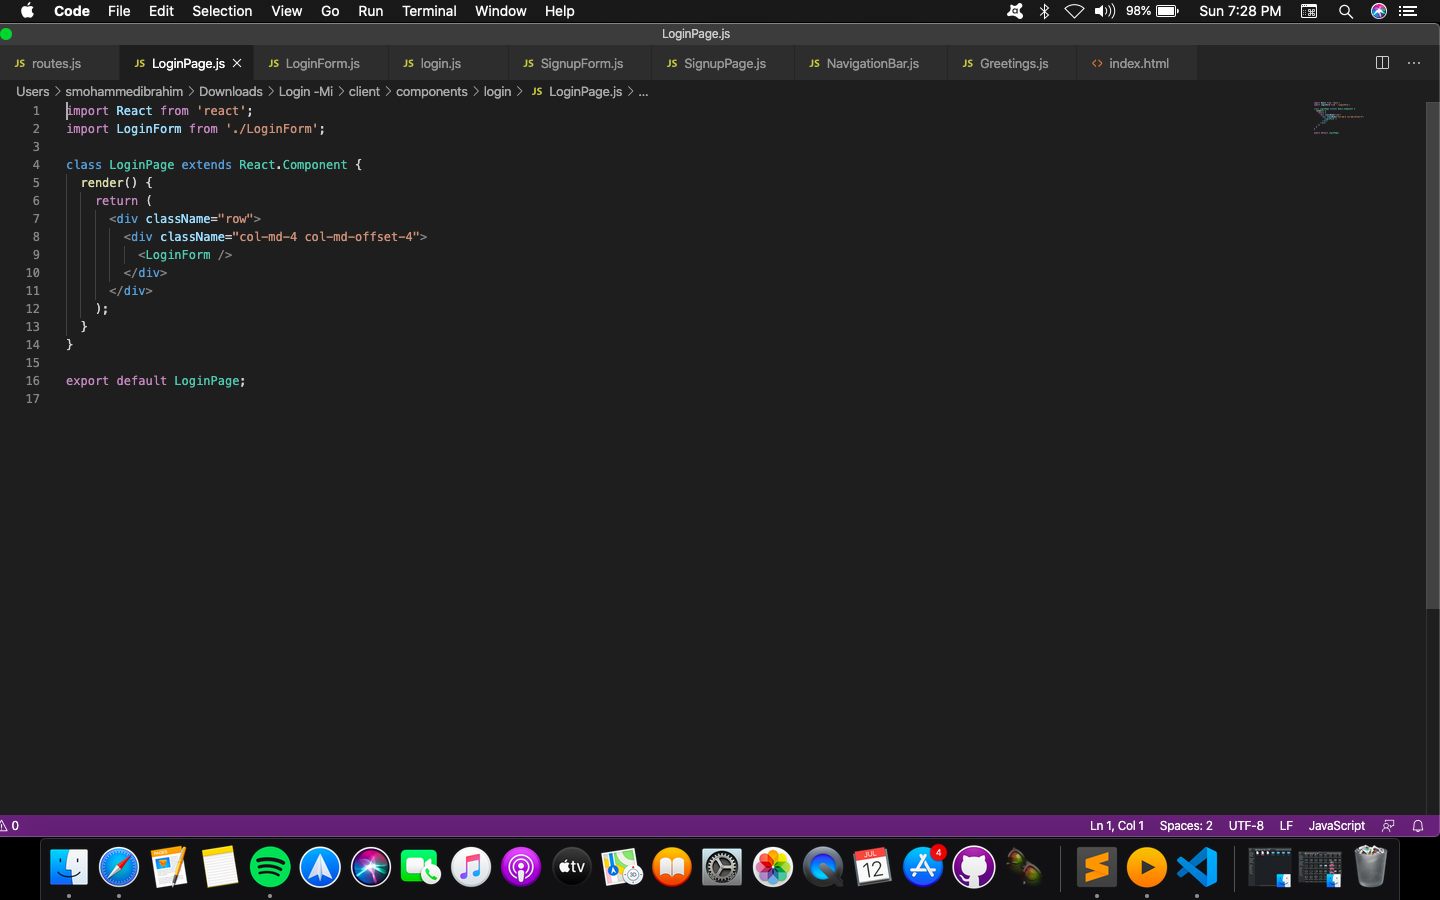 Code File Edit Selection View Go Run Terminal Window Help 98% Sun 7:28 PM
LoginPage.js
JS routes.js JS LoginPage.js JS LoginForm.js JS login.js JS SignupForm.js JS SignupPage.js JS NavigationBar.js JS Greetings.js <> index.html
Users > smohammedibrahim > Downloads > Login -Mi > client > components > login > JS LoginPage.js > ...
1 import React from 'react';
2 import LoginForm from './LoginForm';
3
4 class LoginPage extends React.Component {
5 render() {
6 return (
7 <div className="row">
8 <div className="col-md-4 col-md-offset-4">
9 <LoginForm />
10 </div>
11 </div>
12 );
13 }
14 }
15
16 export default LoginPage;
17
0 Ln 1, Col 1 Spaces: 2 UTF-8 LF JavaScript
tv JUL 12 4